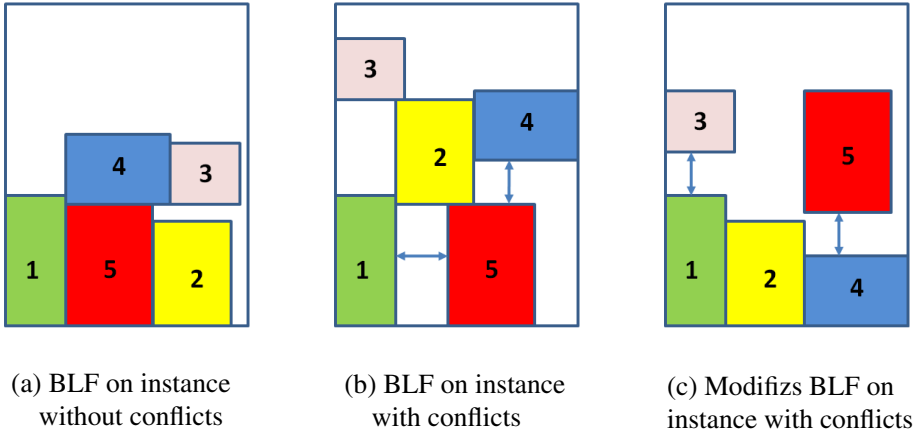 4
3
1
5
2
3
2
4
1
5
3
5
1
2
4
(a) BLF on instance
without conflicts
(b) BLF on instance
with conflicts
(c) Modifizs BLF on
instance with conflicts